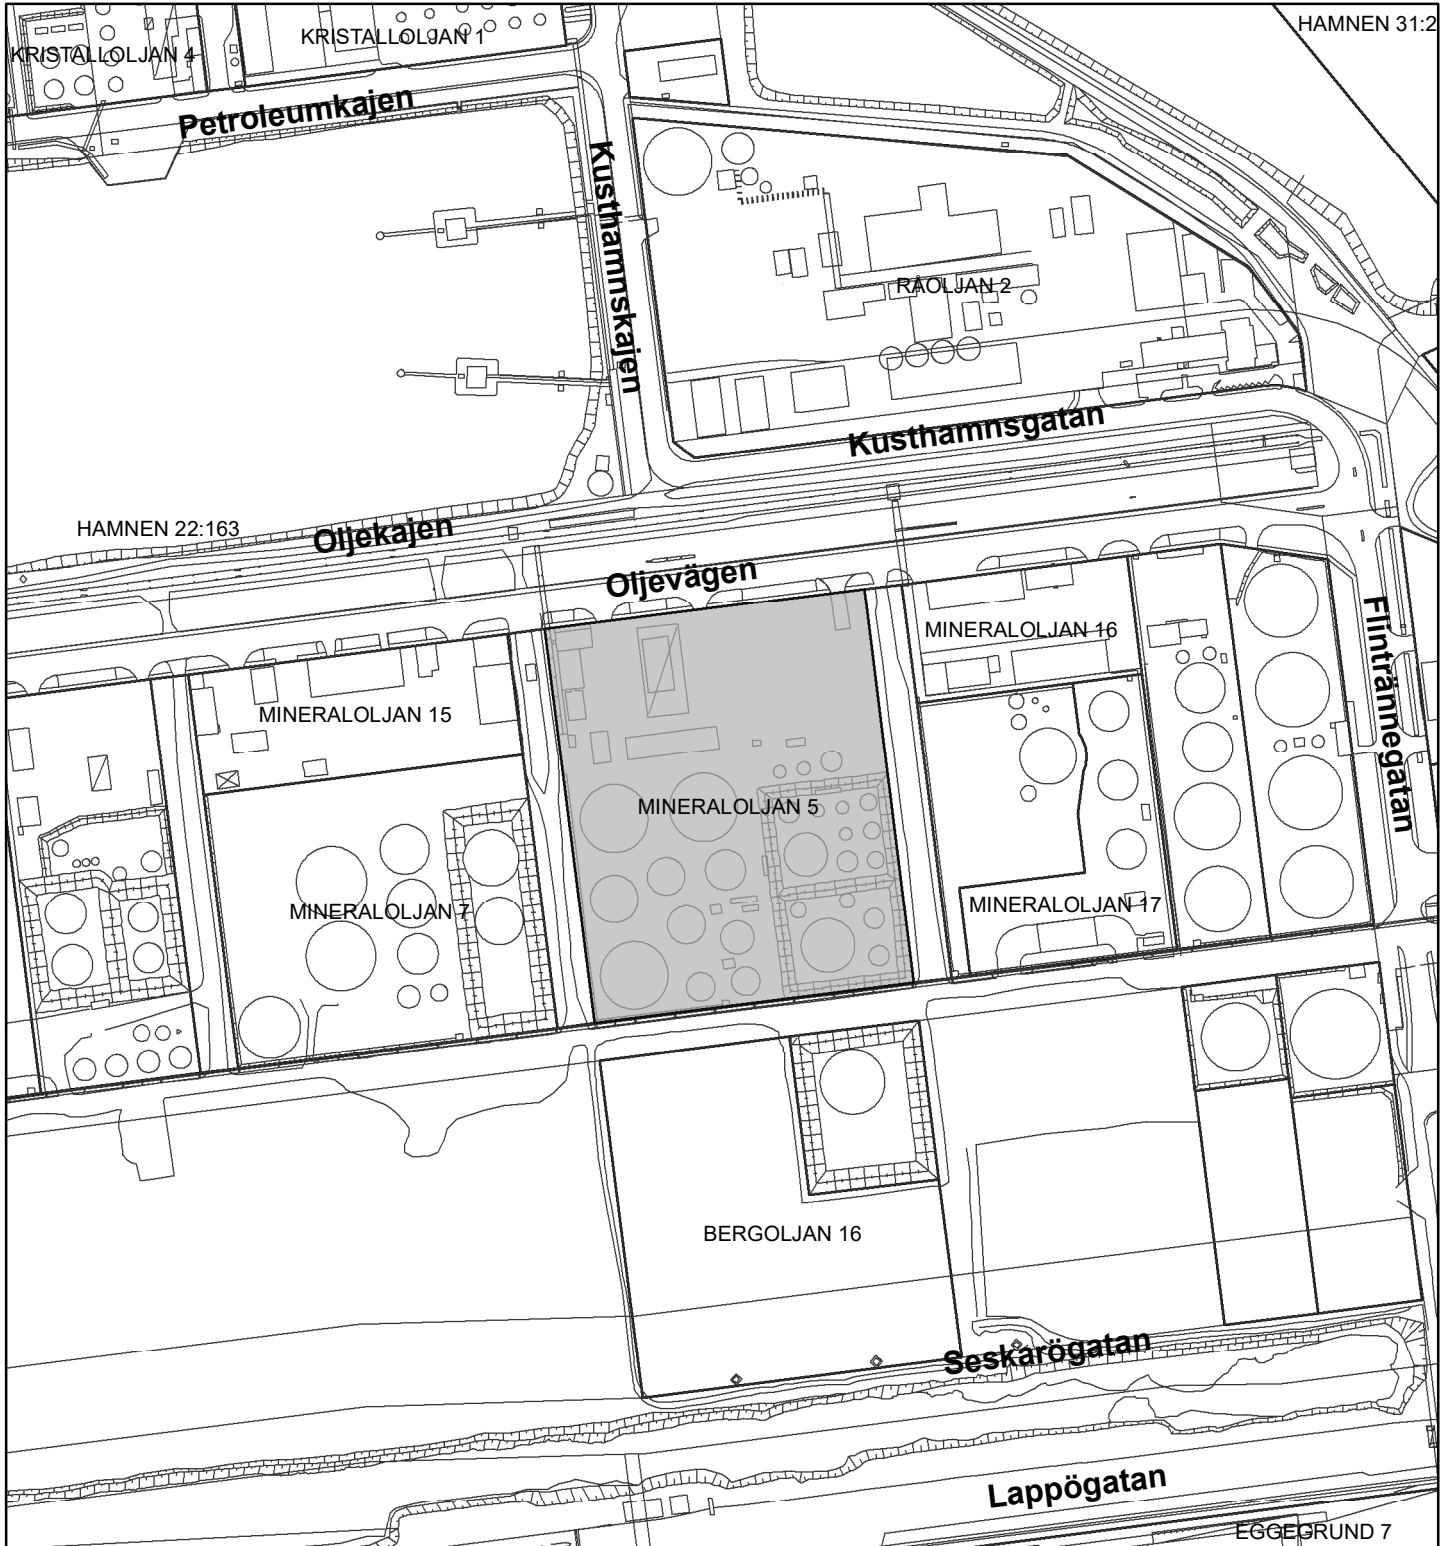 HAMNEN 31:2
KRISTALLOLJAN 1
KRISTALLOLJAN 4
Petroleumkajen
Kusthamnskajen
RÅOLJAN 2
Kusthamnsgatan
HAMNEN 22:163
Oljekajen
Oljevägen
Flintrännegatan
MINERALOLJAN 16
MINERALOLJAN 15
MINERALOLJAN 5
MINERALOLJAN 7
MINERALOLJAN 17
BERGOLJAN 16
Seskarögatan
Lappögatan
EGGEGRUND 7